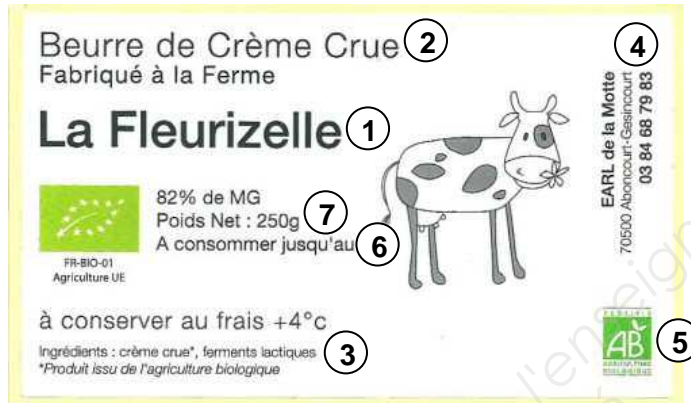 Beurre de Crème Crue 2
Fabriqué à la Ferme
La Fleurizelle 1
82% de MG
Poids Net : 250g 7
A consommer jusqu'au 6
FR-BIO-01
Agriculture UE
à conserver au frais +4°c
Ingrédients : crème crue*, ferments lactiques 3
*Produit issu de l'agriculture biologique
4
EARL de la Motte
70500 Aboncourt-Gesincourt
03 84 68 79 83
AB 5
AGRICULTURE
BIOLOGIQUE
l'enseign